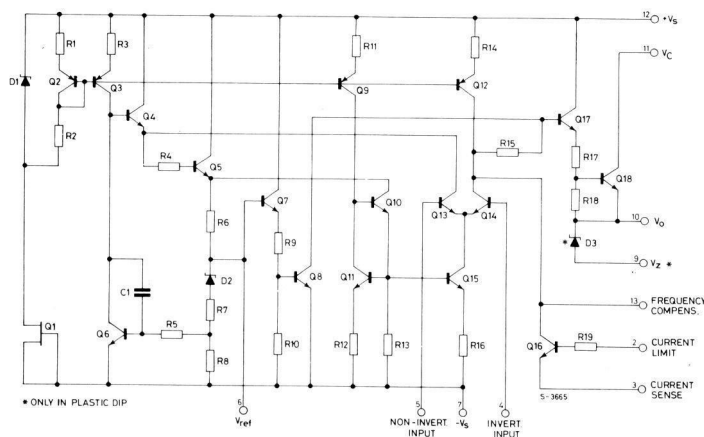 12 +Vs
11 VC
R1
R3
R11
R14
D1
Q2
Q3
Q9
Q12
Q4
Q17
R2
R15
R17
R4
Q5
Q18
R18
Q7
Q10
Q13
Q14
10 Vo
R6
R9
D3
*
D2
9 Vz *
Q8
Q11
Q15
C1
R7
13 FREQUENCY COMPENS.
R5
Q6
Q16
R19
2 CURRENT LIMIT
Q1
R8
R10
R12
R13
R16
3 CURRENT SENSE
S-3665
* ONLY IN PLASTIC DIP
6 5 7 4
Vref
NON-INVERT. INPUT
-Vs
INVERT. INPUT